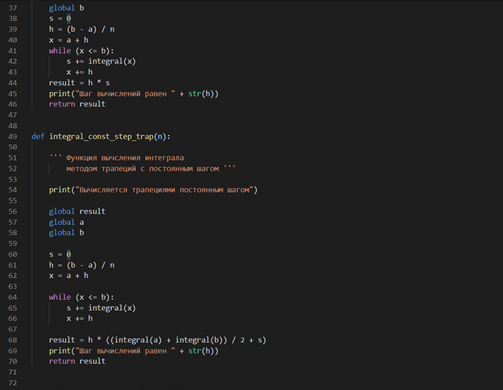 37 global b
38 s = 0
39 h = (b - a) / n
40 x = a + h
41 while (x <= b):
42 s += integral(x)
43 x += h
44 result = h * s
45 print("Шаг вычислений равен " + str(h))
46 return result
47
48
49 def integral_const_step_trap(n):
50
51 ''' Функция вычсления интеграла
52 методом трапеций с постоянным шагом '''
53
54 print("Вычисляется трапециями постоянным шагом")
55
56 global result
57 global a
58 global b
59
60 s = 0
61 h = (b - a) / n
62 x = a + h
63
64 while (x <= b):
65 s += integral(x)
66 x += h
67
68 result = h * ((integral(a) + integral(b)) / 2 + s)
69 print("Шаг вычислений равен " + str(h))
70 return result
71
72